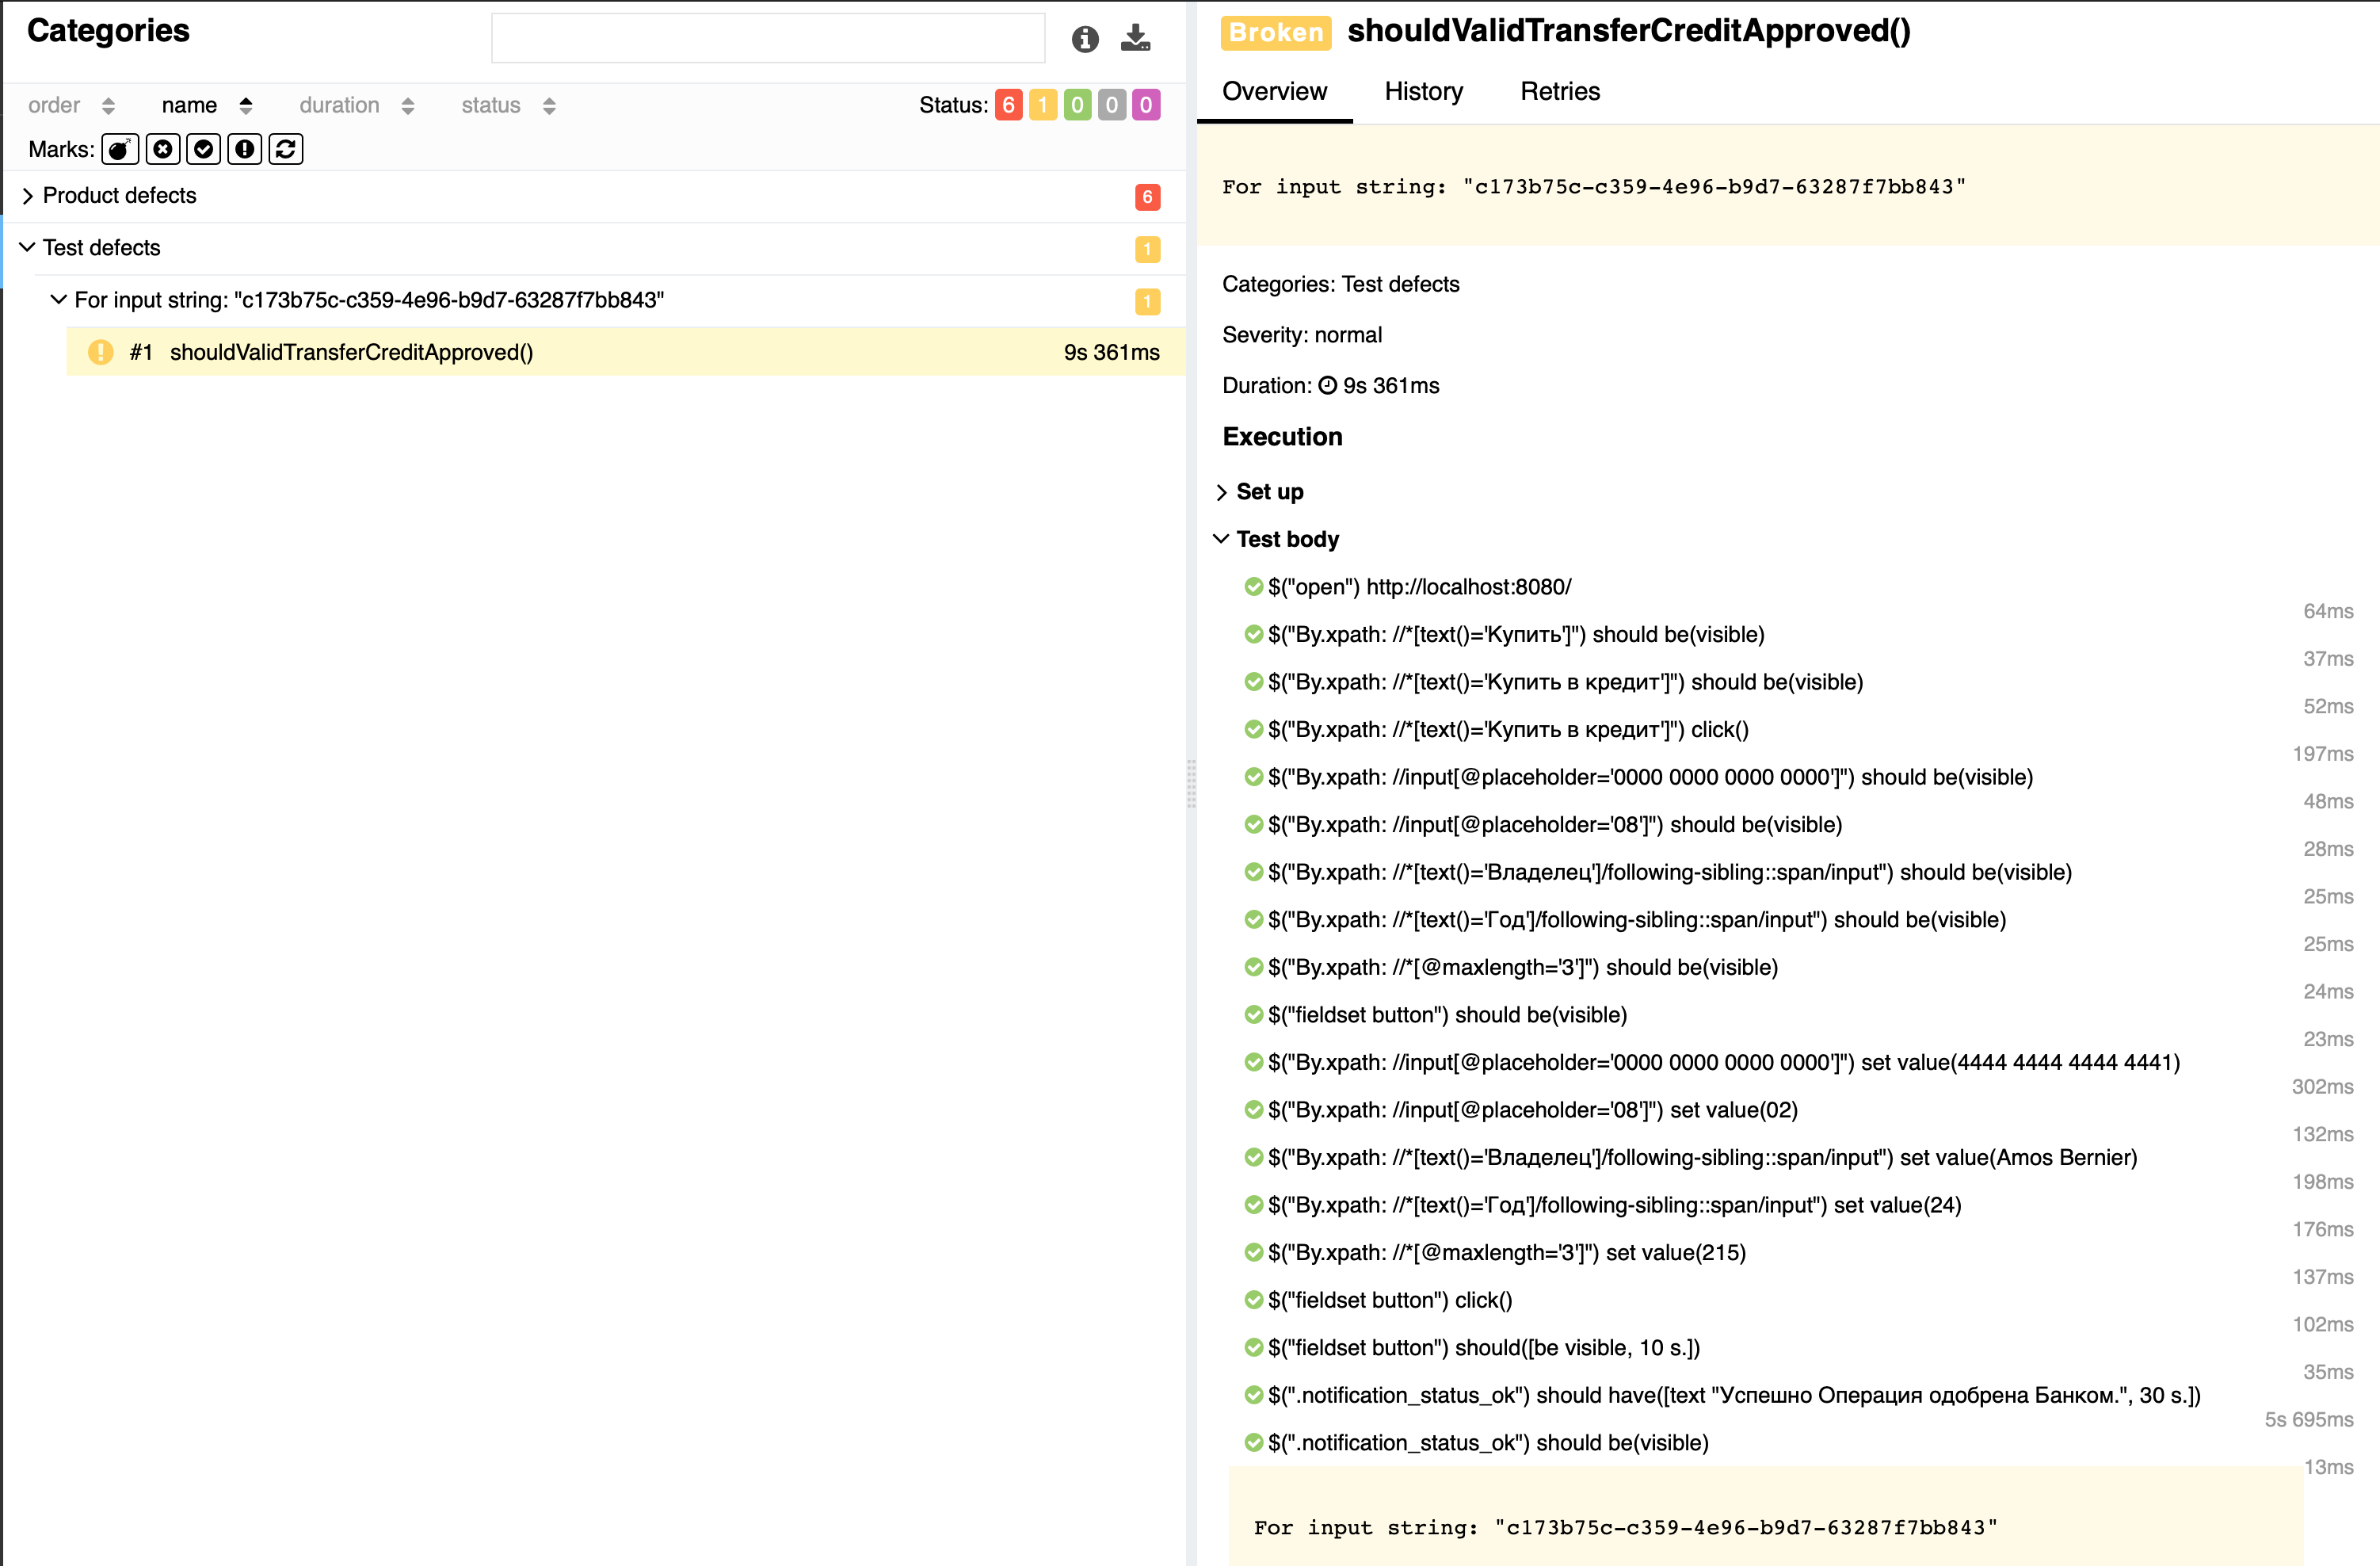 Categories
order name duration status Status: 6 1 0 0 0
Marks:
Product defects 6
Test defects 1
For input string: "c173b75c-c359-4e96-b9d7-63287f7bb843" 1
#1 shouldValidTransferCreditApproved() 9s 361ms
Broken shouldValidTransferCreditApproved()
Overview History Retries
For input string: "c173b75c-c359-4e96-b9d7-63287f7bb843"
Categories: Test defects
Severity: normal
Duration: 9s 361ms
Execution
Set up
Test body
$("open") http://localhost:8080/
64ms
$("By.xpath: //*[text()='Купить']") should be(visible)
37ms
$("By.xpath: //*[text()='Купить в кредит']") should be(visible)
52ms
$("By.xpath: //*[text()='Купить в кредит']") click()
197ms
$("By.xpath: //input[@placeholder='0000 0000 0000 0000']") should be(visible)
48ms
$("By.xpath: //input[@placeholder='08']") should be(visible)
28ms
$("By.xpath: //*[text()='Владелец']/following-sibling::span/input") should be(visible)
25ms
$("By.xpath: //*[text()='Год']/following-sibling::span/input") should be(visible)
25ms
$("By.xpath: //*[@maxlength='3']") should be(visible)
24ms
$("fieldset button") should be(visible)
23ms
$("By.xpath: //input[@placeholder='0000 0000 0000 0000']") set value(4444 4444 4444 4441)
302ms
$("By.xpath: //input[@placeholder='08']") set value(02)
132ms
$("By.xpath: //*[text()='Владелец']/following-sibling::span/input") set value(Amos Bernier)
198ms
$("By.xpath: //*[text()='Год']/following-sibling::span/input") set value(24)
176ms
$("By.xpath: //*[@maxlength='3']") set value(215)
137ms
$("fieldset button") click()
102ms
$("fieldset button") should([be visible, 10 s.])
35ms
$(".notification_status_ok") should have([text "Успешно Операция одобрена Банком.", 30 s.])
5s 695ms
$(".notification_status_ok") should be(visible)
13ms
For input string: "c173b75c-c359-4e96-b9d7-63287f7bb843"